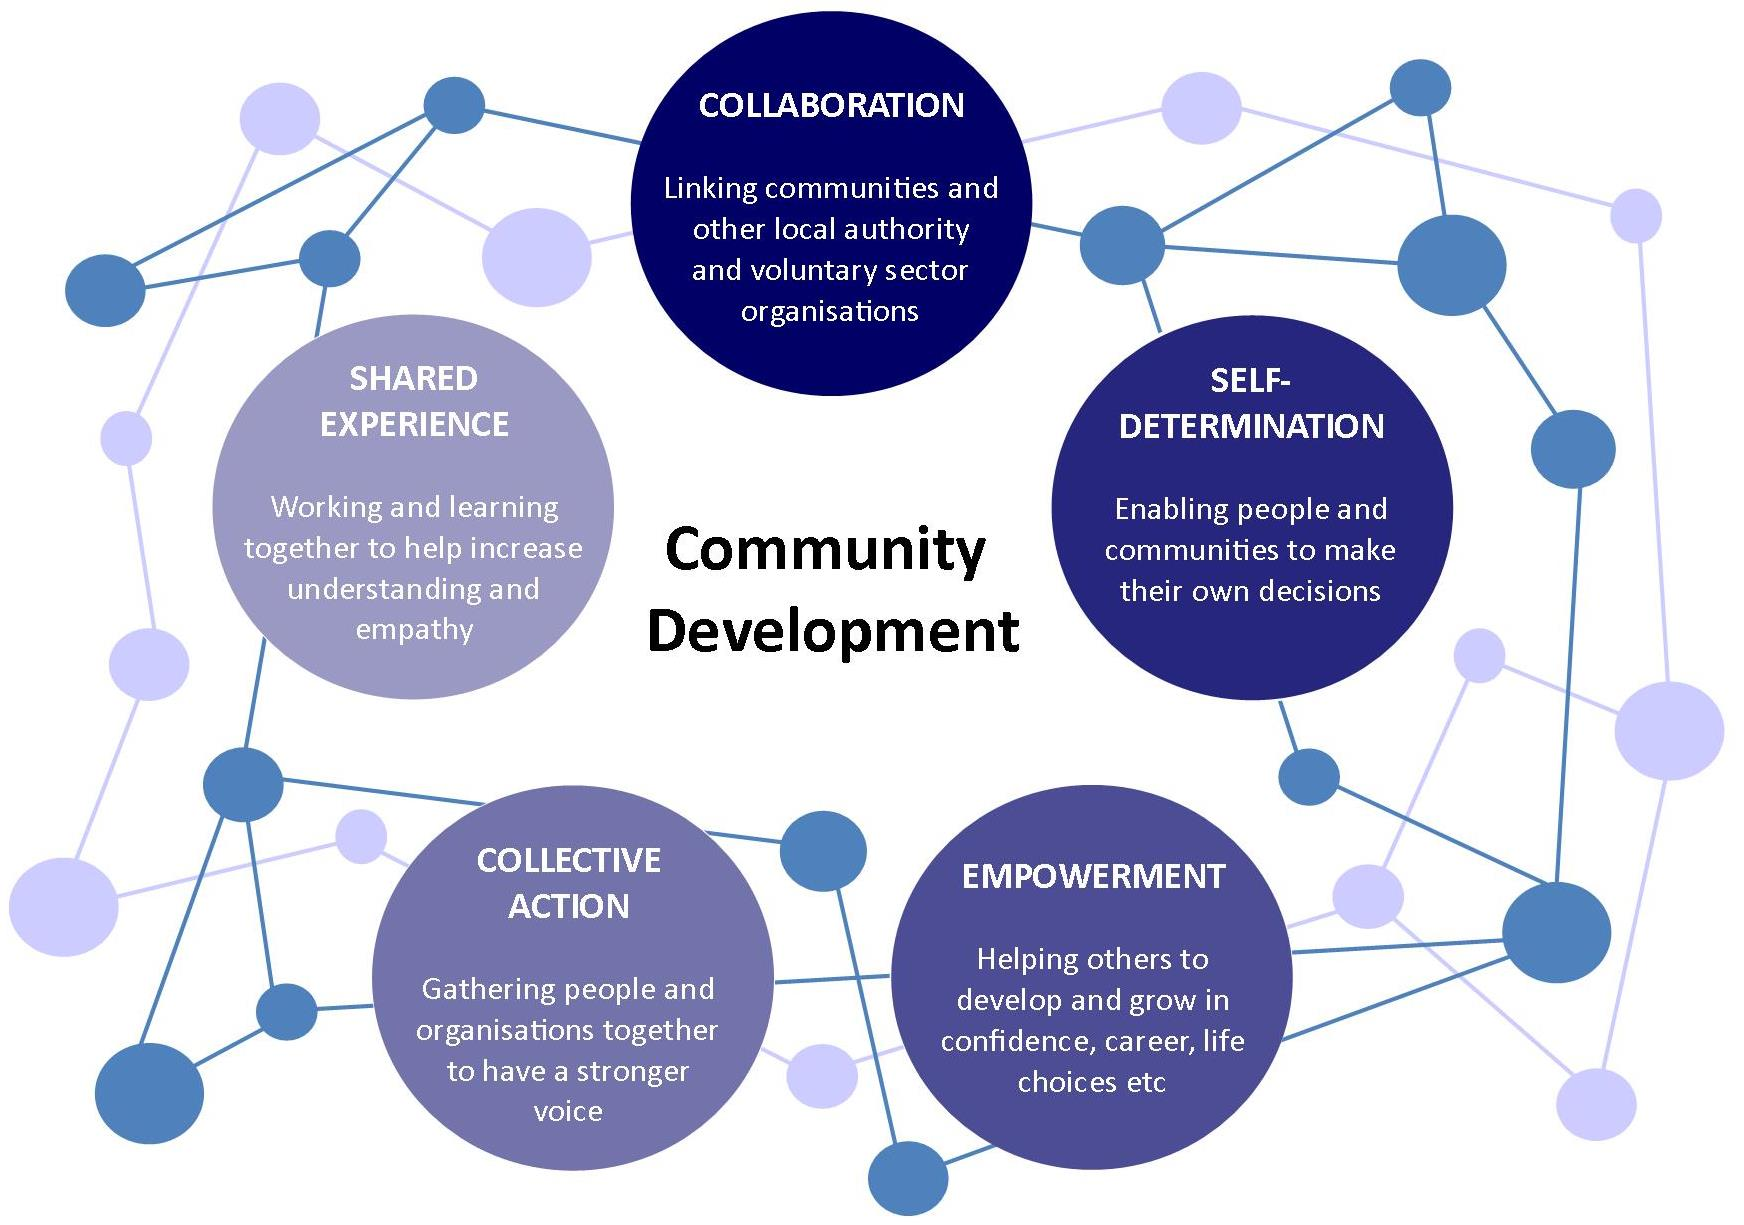 COLLABORATION
Linking communities and
other local authority
and voluntary sector
organisations
SHARED
EXPERIENCE
Working and learning
together to help increase
understanding and
empathy
SELF-
DETERMINATION
Enabling people and
communities to make
their own decisions
Community
Development
COLLECTIVE
ACTION
Gathering people and
organisations together
to have a stronger
voice
EMPOWERMENT
Helping others to
develop and grow in
confidence, career, life
choices etc